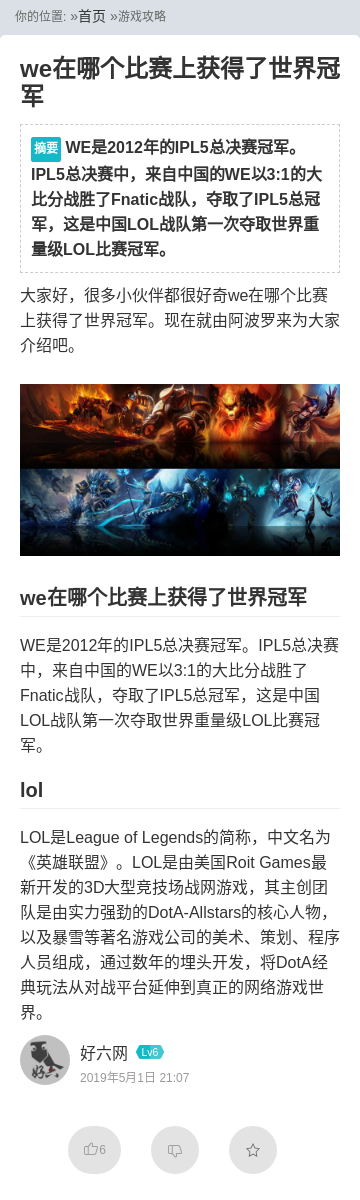 你的位置: »首页 »游戏攻略
we在哪个比赛上获得了世界冠
军
摘要 WE是2012年的IPL5总决赛冠军。
IPL5总决赛中，来自中国的WE以3:1的大
比分战胜了Fnatic战队，夺取了IPL5总冠
军，这是中国LOL战队第一次夺取世界重
量级LOL比赛冠军。
大家好，很多小伙伴都很好奇we在哪个比赛
上获得了世界冠军。现在就由阿波罗来为大家
介绍吧。
we在哪个比赛上获得了世界冠军
WE是2012年的IPL5总决赛冠军。IPL5总决赛
中，来自中国的WE以3:1的大比分战胜了
Fnatic战队，夺取了IPL5总冠军，这是中国
LOL战队第一次夺取世界重量级LOL比赛冠
军。
lol
LOL是League of Legends的简称，中文名为
《英雄联盟》。LOL是由美国Roit Games最
新开发的3D大型竞技场战网游戏，其主创团
队是由实力强劲的DotA-Allstars的核心人物，
以及暴雪等著名游戏公司的美术、策划、程序
人员组成，通过数年的埋头开发，将DotA经
典玩法从对战平台延伸到真正的网络游戏世
界。
好六
好六网 Lv6
2019年5月1日 21:07
6